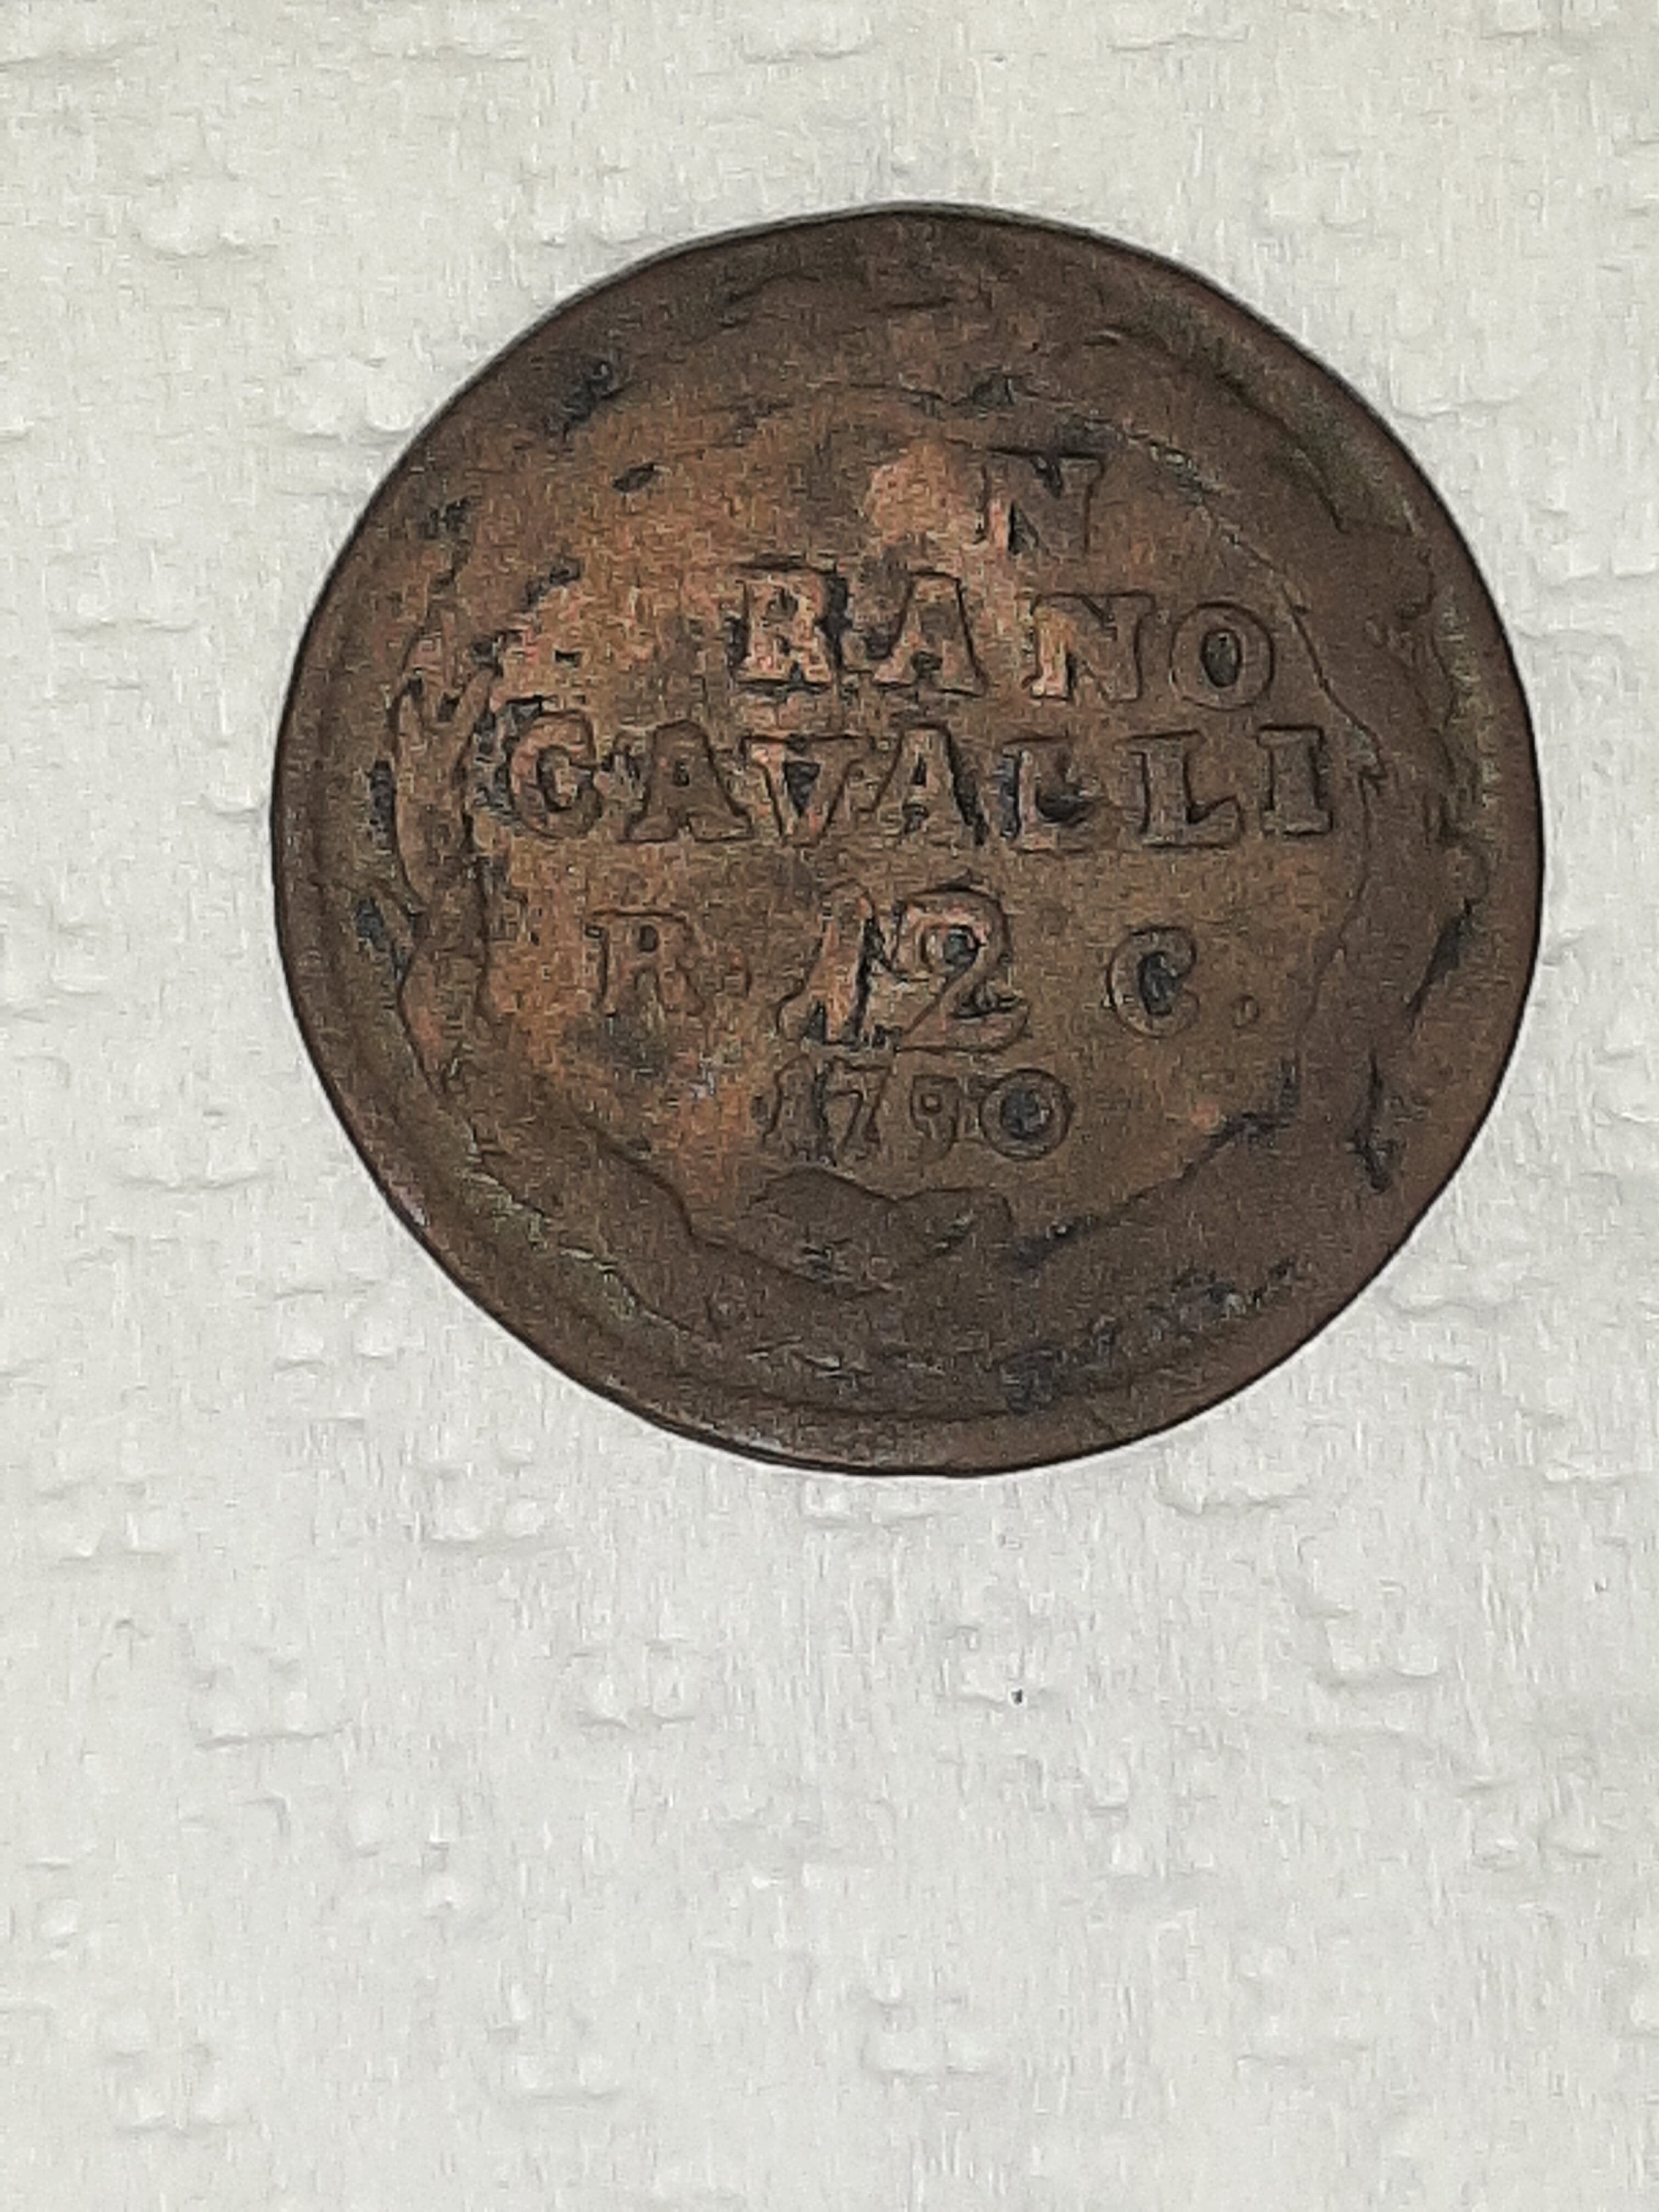 N
RANO
CAVALLI
R. 12 C.
1790